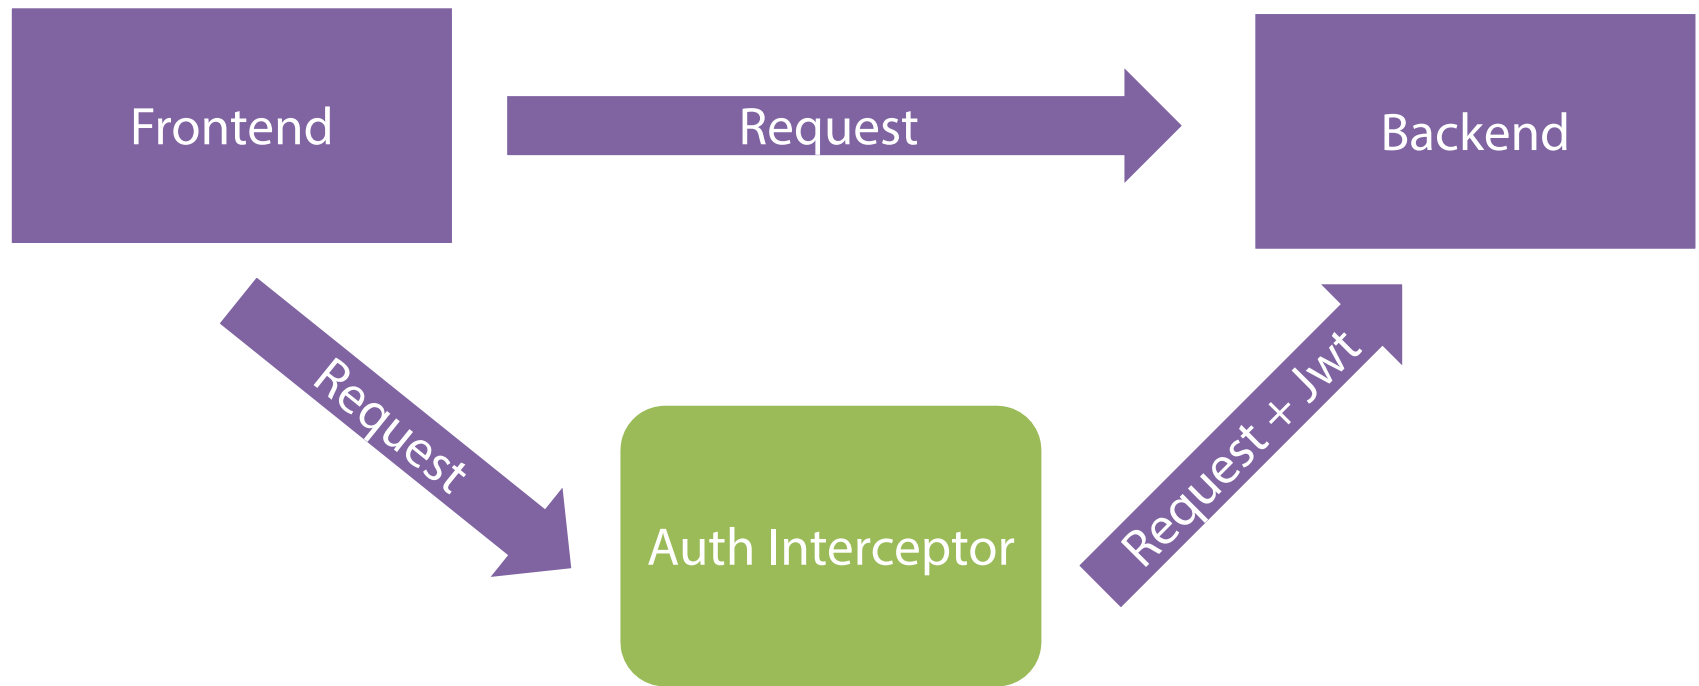 Frontend
Request
Backend
Request
Request + Jwt
Auth Interceptor